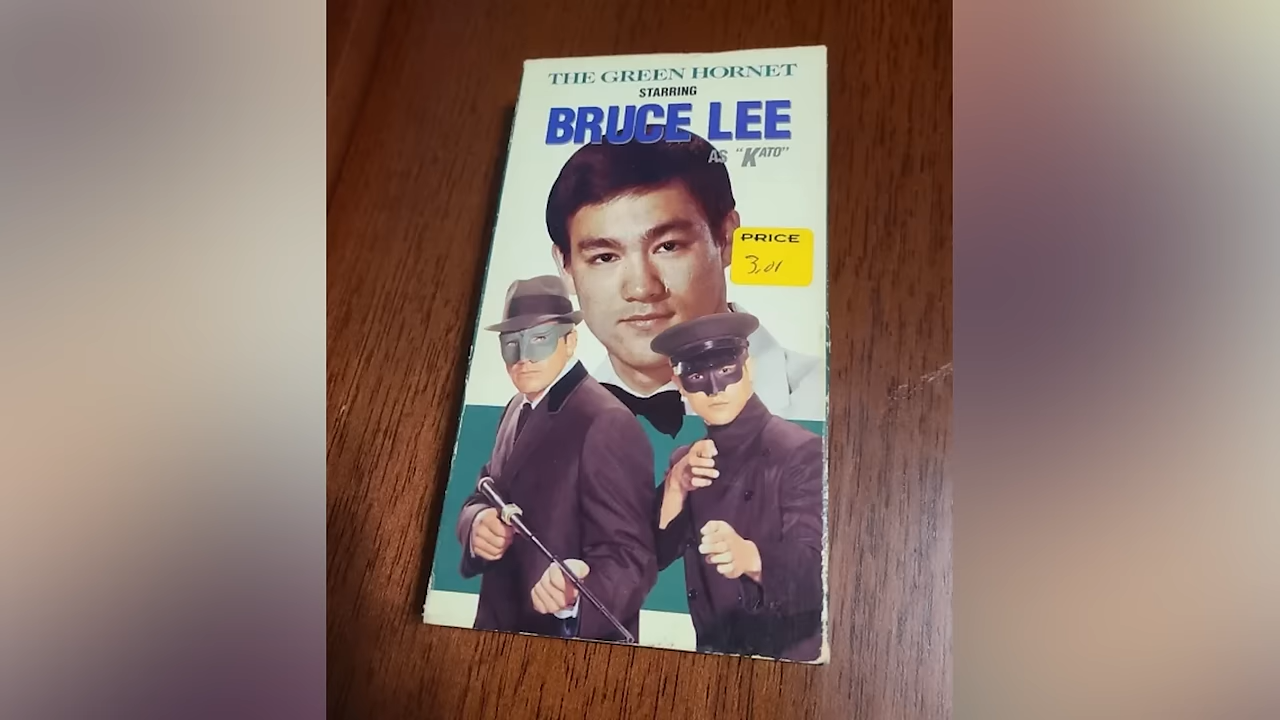 THE GREEN HORNET
STARRING
BRUCE LEE
AS "KATO"
PRICE
3.01